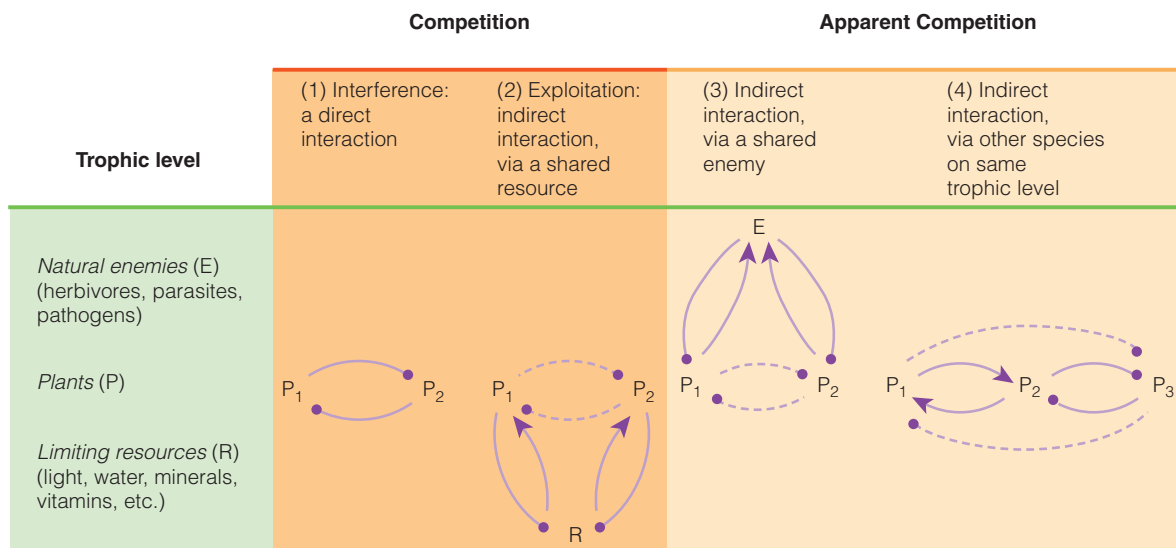 Competition
Apparent Competition
Trophic level
(1) Interference:
a direct
interaction
(2) Exploitation:
indirect
interaction,
via a shared
resource
(3) Indirect
interaction,
via a shared
enemy
(4) Indirect
interaction,
via other species
on same
trophic level
Natural enemies (E)
(herbivores, parasites,
pathogens)
Plants (P)
Limiting resources (R)
(light, water, minerals,
vitamins, etc.)
P1 P2
P1 P2
R
E
P1 P2
P1 P2 P3